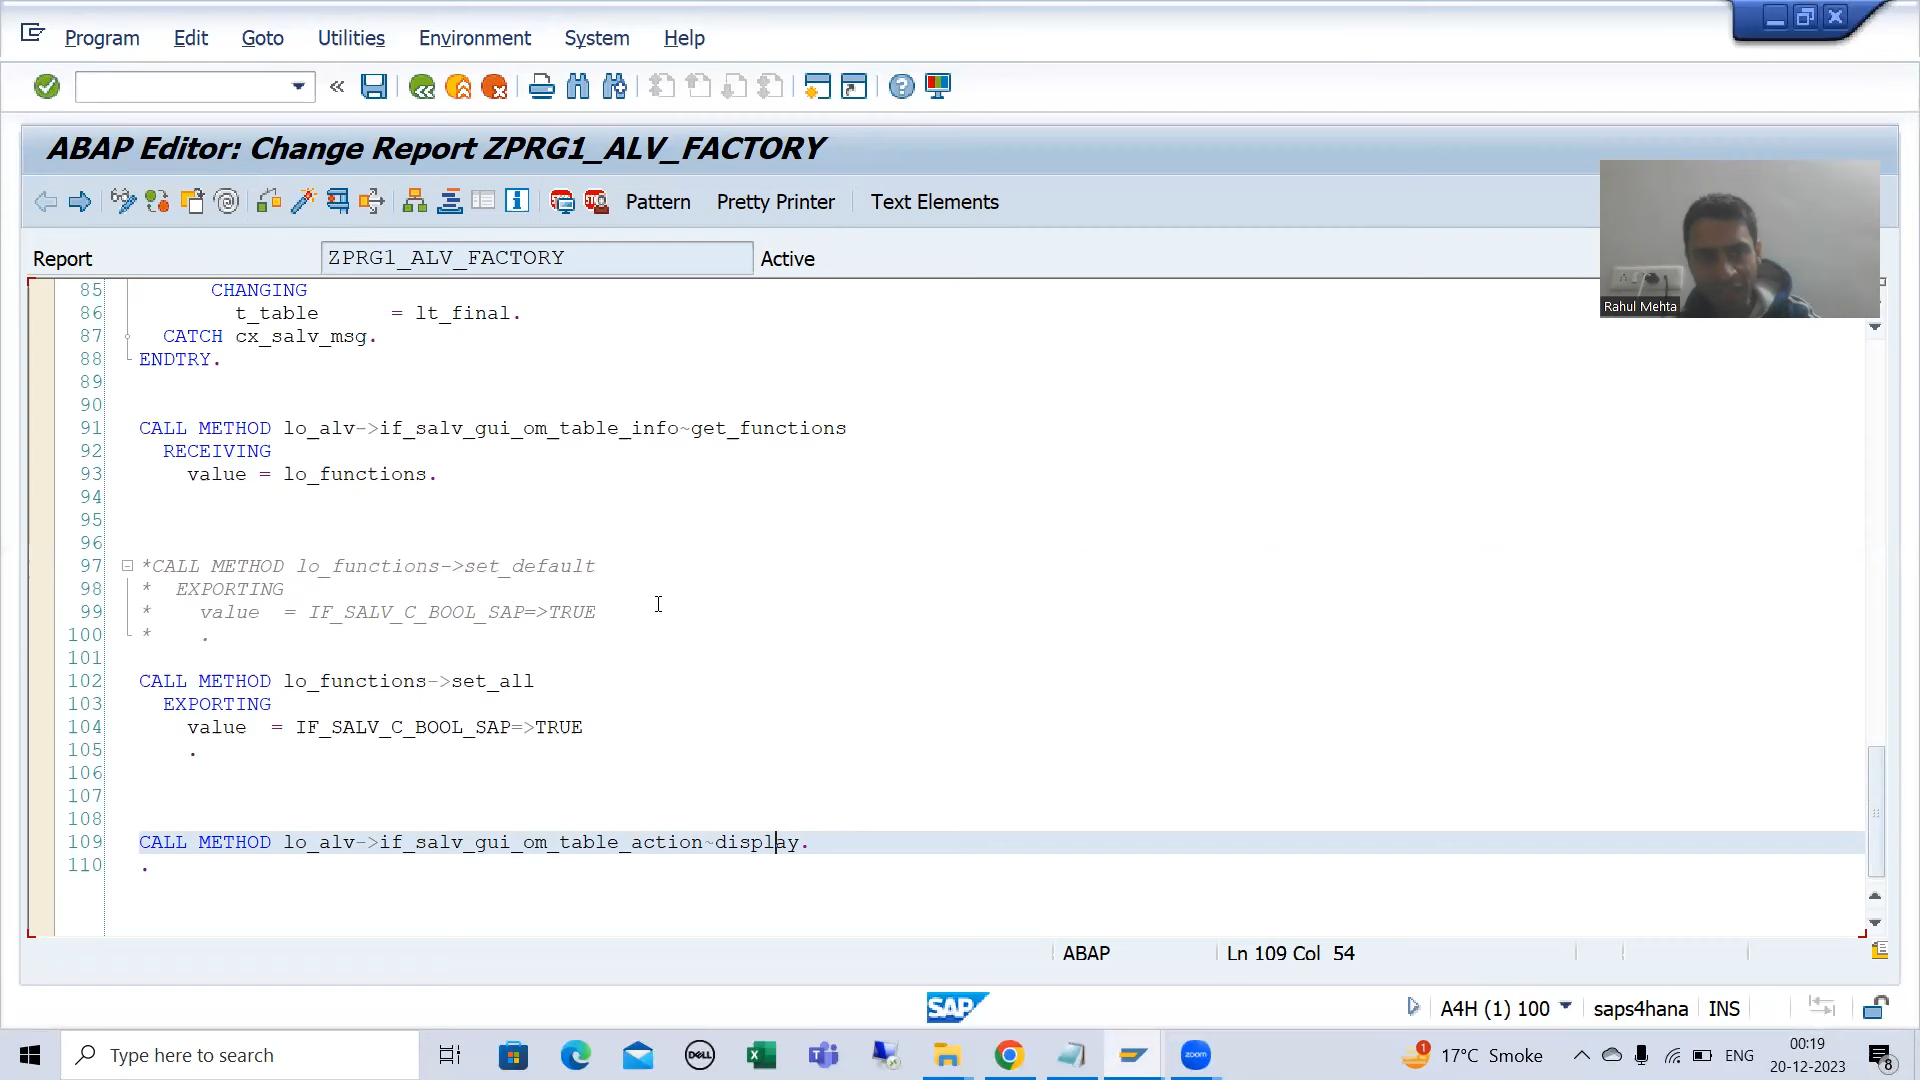 Program Edit Goto Utilities Environment System Help
«
ABAP Editor: Change Report ZPRG1_ALV_FACTORY
Pattern Pretty Printer Text Elements
Report ZPRG1_ALV_FACTORY Active
Rahul Mehta
85 CHANGING
86 t_table = lt_final.
87 CATCH cx_salv_msg.
88 ENDTRY.
89
90
91 CALL METHOD lo_alv->if_salv_gui_om_table_info~get_functions
92 RECEIVING
93 value = lo_functions.
94
95
96
97 *CALL METHOD lo_functions->set_default
98 * EXPORTING
99 * value = IF_SALV_C_BOOL_SAP=>TRUE
100 * .
101
102 CALL METHOD lo_functions->set_all
103 EXPORTING
104 value = IF_SALV_C_BOOL_SAP=>TRUE
105 .
106
107
108
109 CALL METHOD lo_alv->if_salv_gui_om_table_action~display.
110 .
ABAP Ln 109 Col 54
SAP
A4H (1) 100 saps4hana INS
Type here to search
DELL
zoom
1
17°C Smoke
ENG
00:19
20-12-2023
8